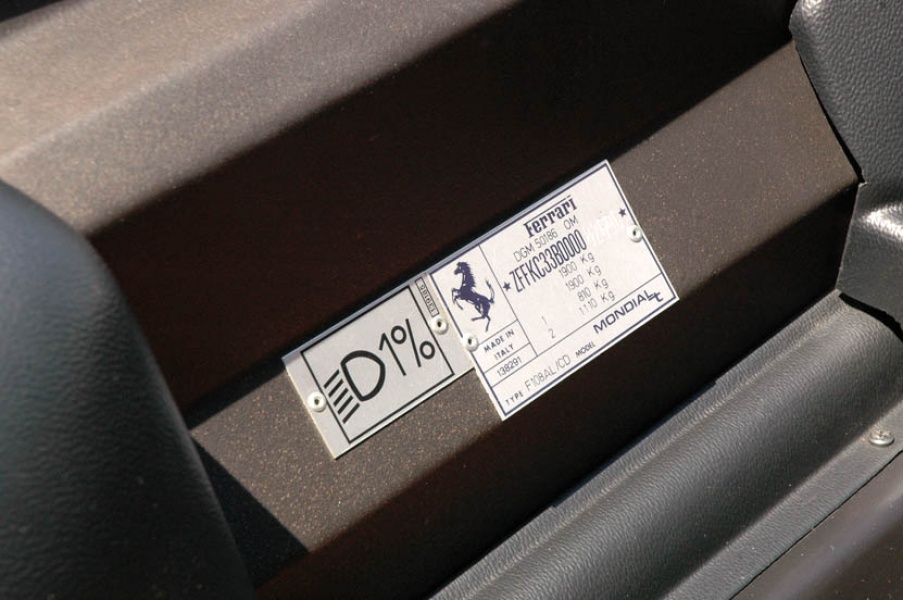 D1%
Ferrari
DGM 50186 OM
ZFFKC33B0000
1900 Kg
1900 Kg
1 810 Kg
2 1110 Kg
MADE IN
ITALY
138291
TYPE F108AL/CD MODEL MONDIAL t